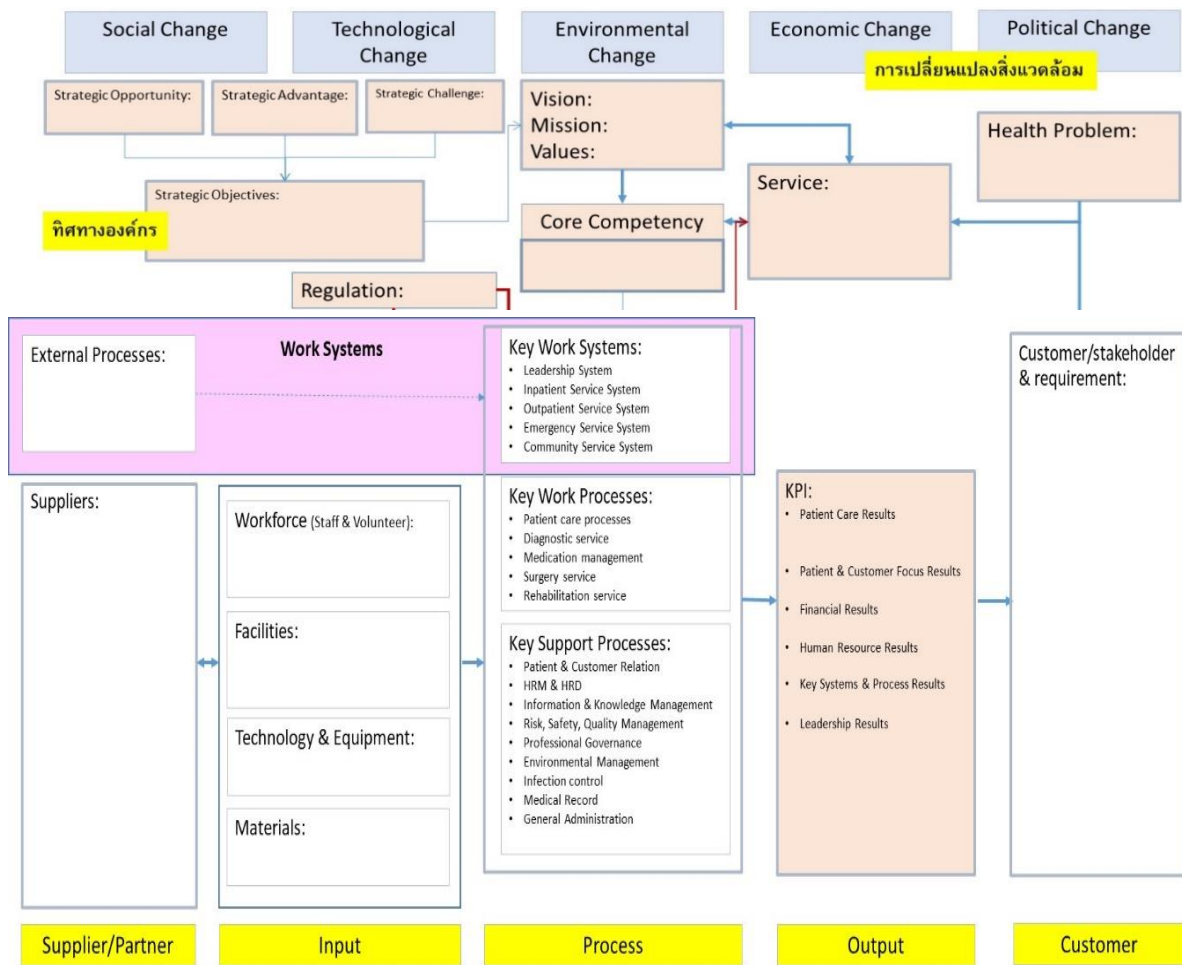 Social Change
Technological
Change
Environmental
Change
Economic Change
Political Change
การเปลี่ยนแปลงสิ่งแวดล้อม
Strategic Opportunity:
Strategic Advantage:
Strategic Challenge:
Vision:
Mission:
Values:
Health Problem:
Service:
Strategic Objectives:
ทิศทางองค์กร
Core Competency
Regulation:
External Processes:
Work Systems
Key Work Systems:
• Leadership System
• Inpatient Service System
• Outpatient Service System
• Emergency Service System
• Community Service System
Customer/stakeholder
& requirement:
Suppliers:
Workforce (Staff & Volunteer):
Facilities:
Technology & Equipment:
Materials:
Key Work Processes:
• Patient care processes
• Diagnostic service
• Medication management
• Surgery service
• Rehabilitation service
Key Support Processes:
• Patient & Customer Relation
• HRM & HRD
• Information & Knowledge Management
• Risk, Safety, Quality Management
• Professional Governance
• Environmental Management
• Infection control
• Medical Record
• General Administration
KPI:
• Patient Care Results
• Patient & Customer Focus Results
• Financial Results
• Human Resource Results
• Key Systems & Process Results
• Leadership Results
Supplier/Partner
Input
Process
Output
Customer